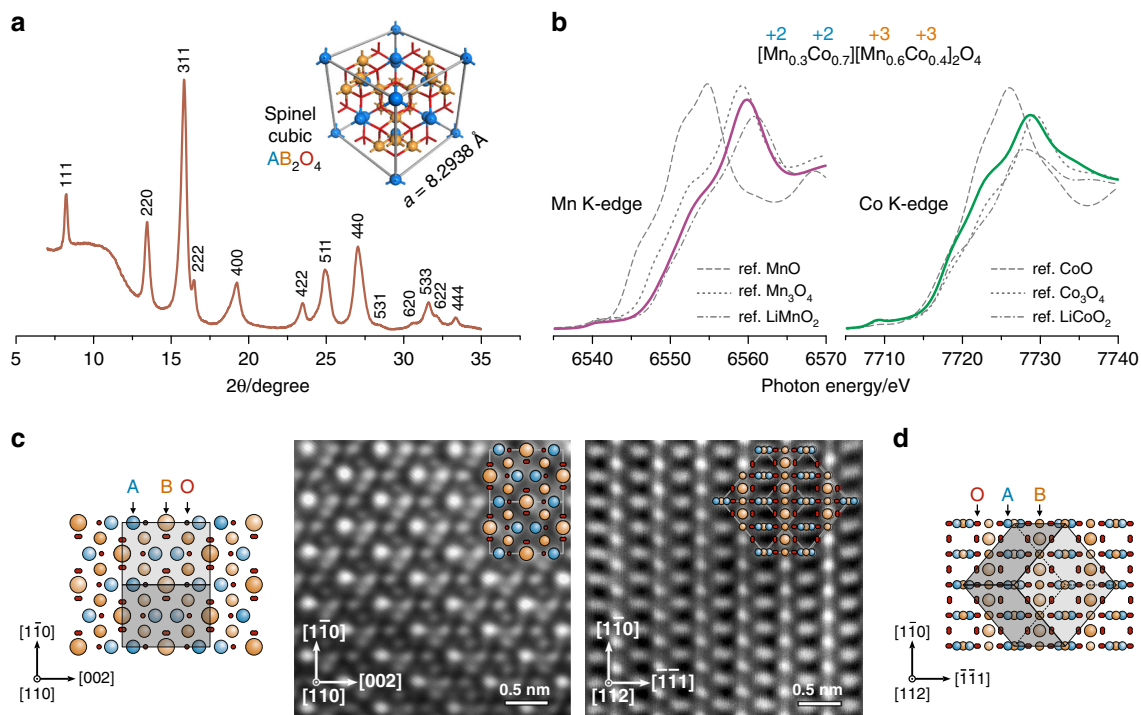 a
111
220
311
222
400
422
511
440
531
620
533
622
444
Spinel
cubic
AB₂O₄
a = 8.2938 Å
5 10 15 20 25 30 35
2θ/degree
b
+2 +2 +3 +3
[Mn₀.₃Co₀.₇][Mn₀.₆Co₀.₄]₂O₄
Mn K-edge
ref. MnO
ref. Mn₃O₄
ref. LiMnO₂
6540 6550 6560 6570
Co K-edge
ref. CoO
ref. Co₃O₄
ref. LiCoO₂
7710 7720 7730 7740
Photon energy/eV
c
A B O
[11̄0]
[002]
[110]
[11̄0]
[002]
[110]
0.5 nm
[11̄0]
[1̄1̄1]
[112]
0.5 nm
d
O A B
[11̄0]
[1̄1̄1]
[112]